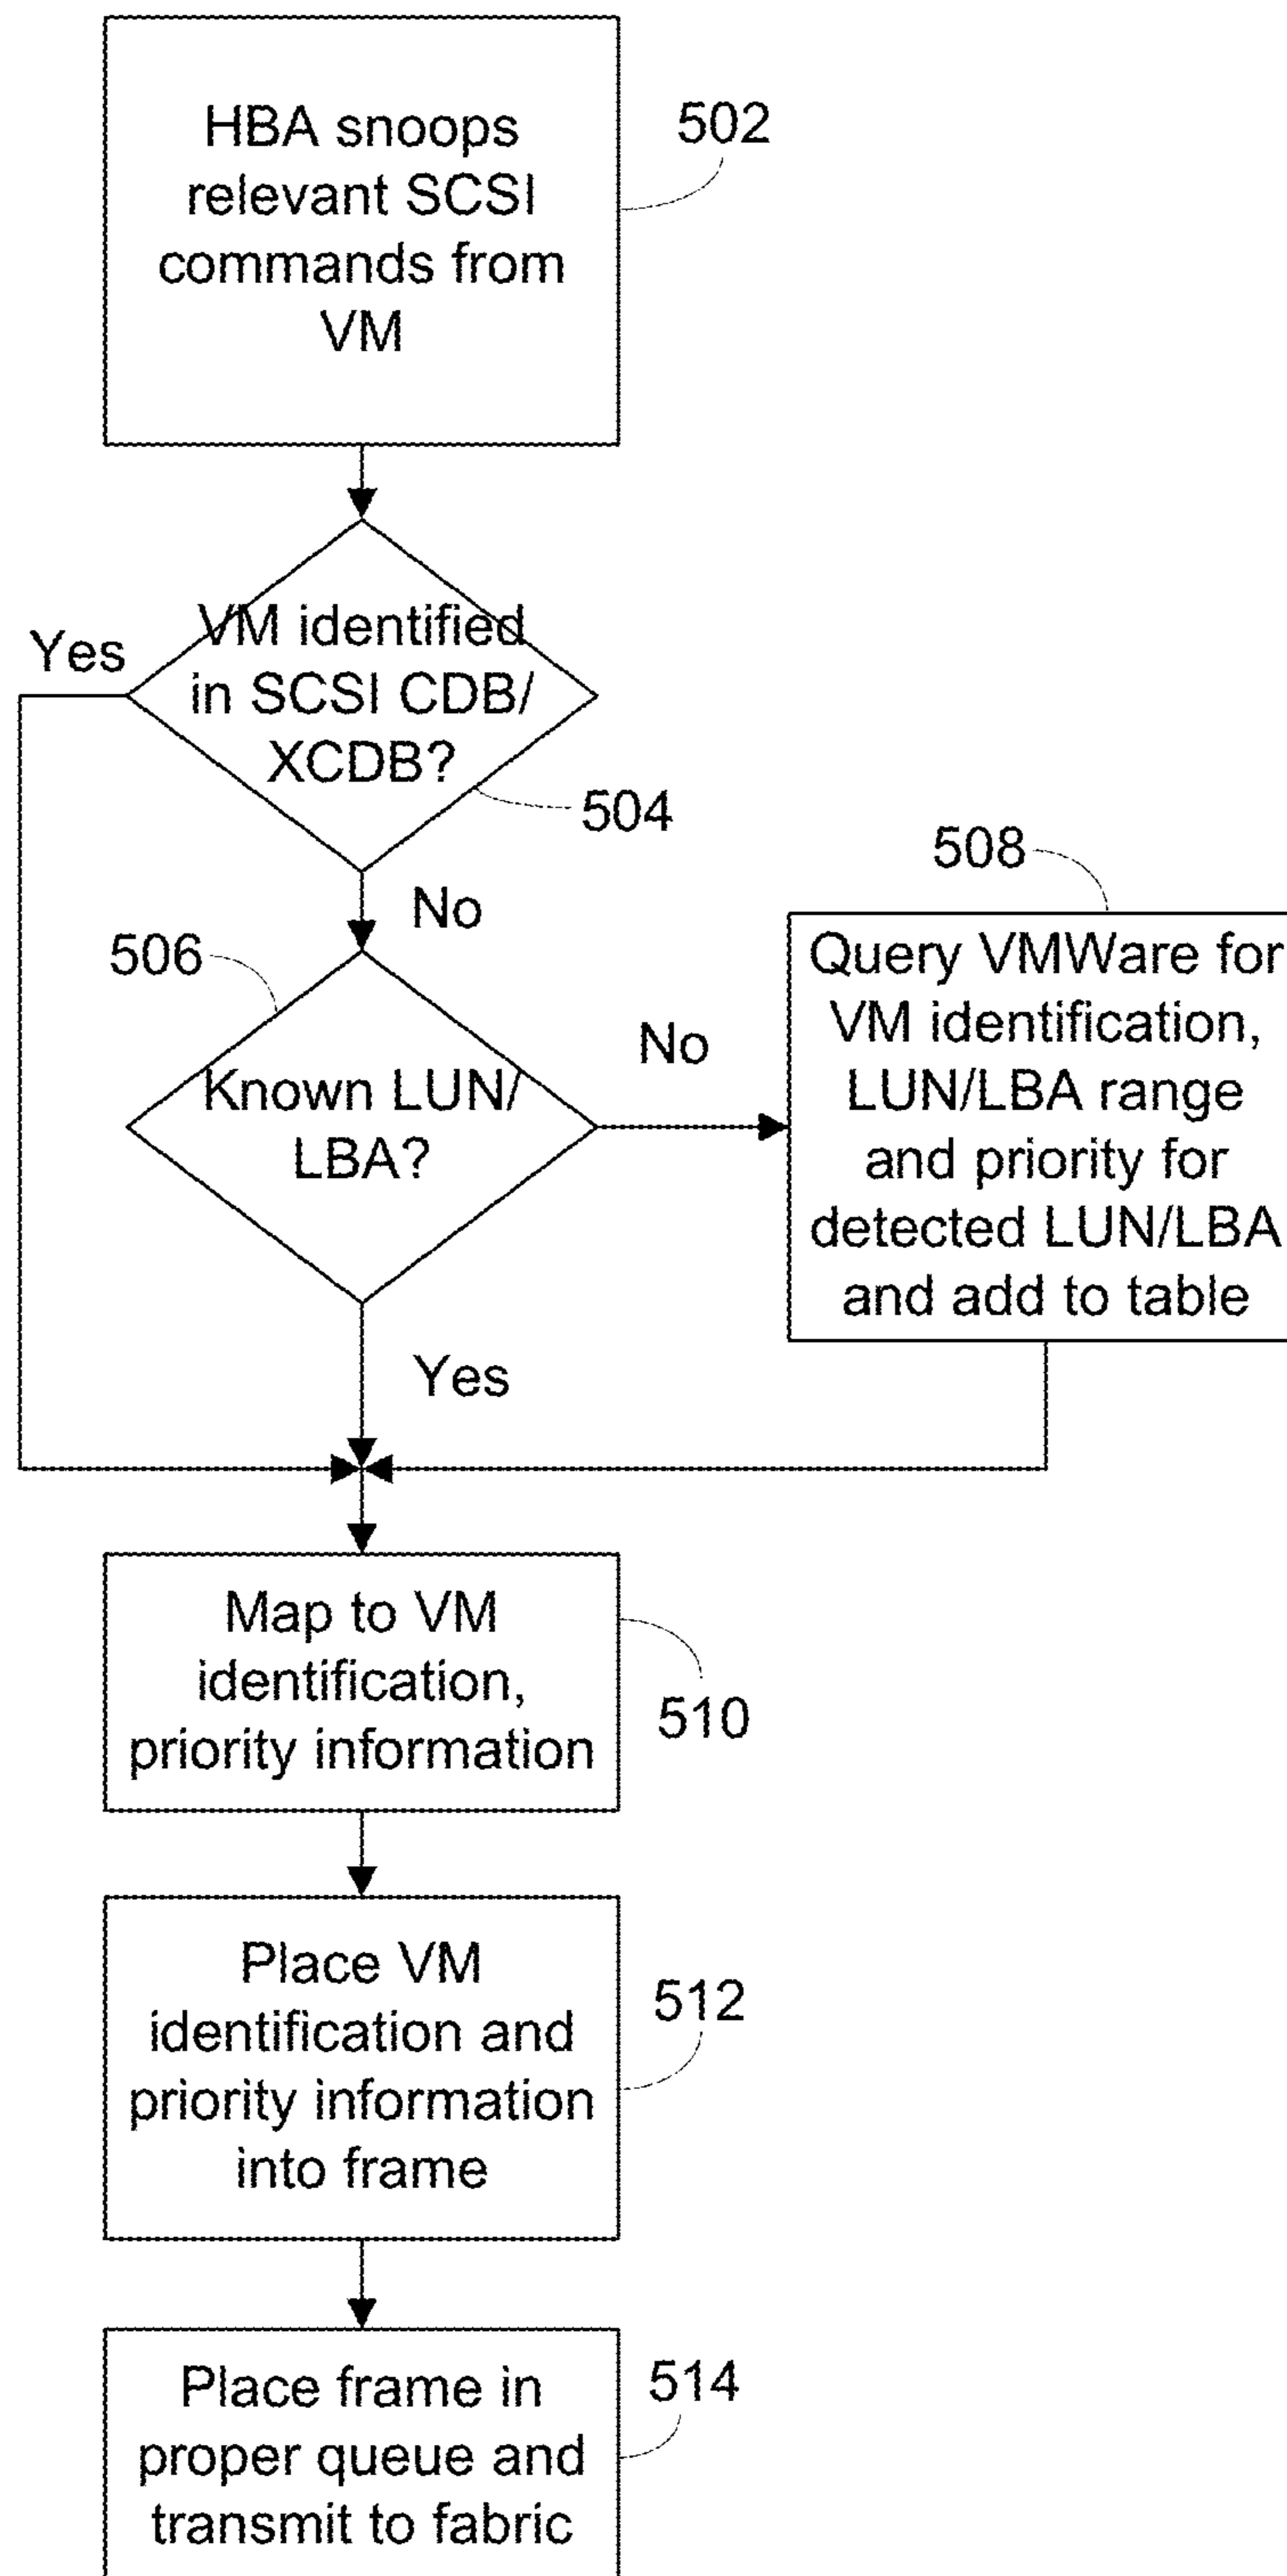 HBA snoops
relevant SCSI
commands from
VM
502
Yes
VM identified
in SCSI CDB/
XCDB?
504
No
506
Known LUN/
LBA?
No
508
Query VMWare for
VM identification,
LUN/LBA range
and priority for
detected LUN/LBA
and add to table
Yes
Map to VM
identification,
priority information
510
Place VM
identification and
priority information
into frame
512
Place frame in
proper queue and
transmit to fabric
514